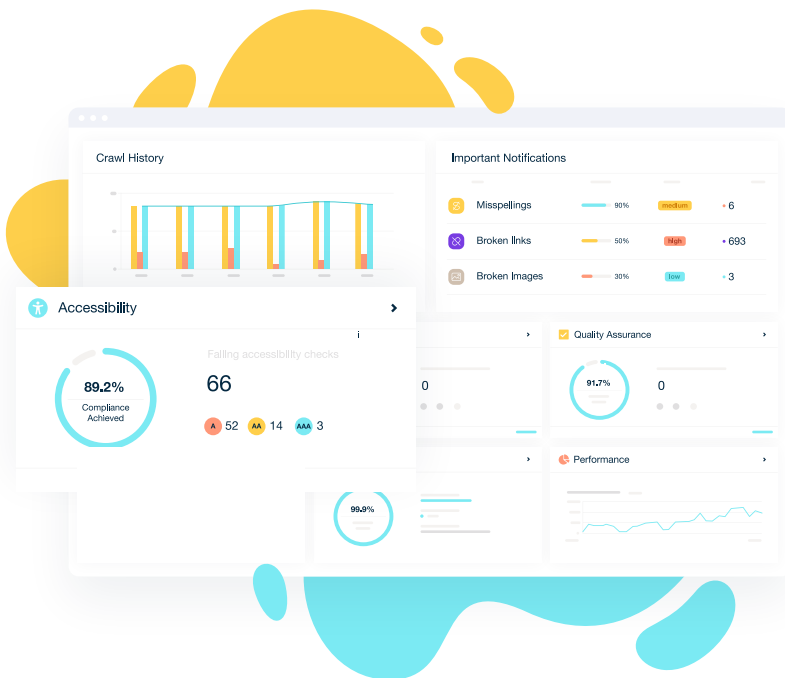 Crawl History
Important Notifications
Misspellings
90%
medium
6
Broken links
50%
high
693
Broken Images
30%
low
3
Accessibility
i
Failing accessibility checks
89.2%
Compliance
Achieved
66
A 52 AA 14 AAA 3
0
Quality Assurance
91.7%
0
99.9%
Performance